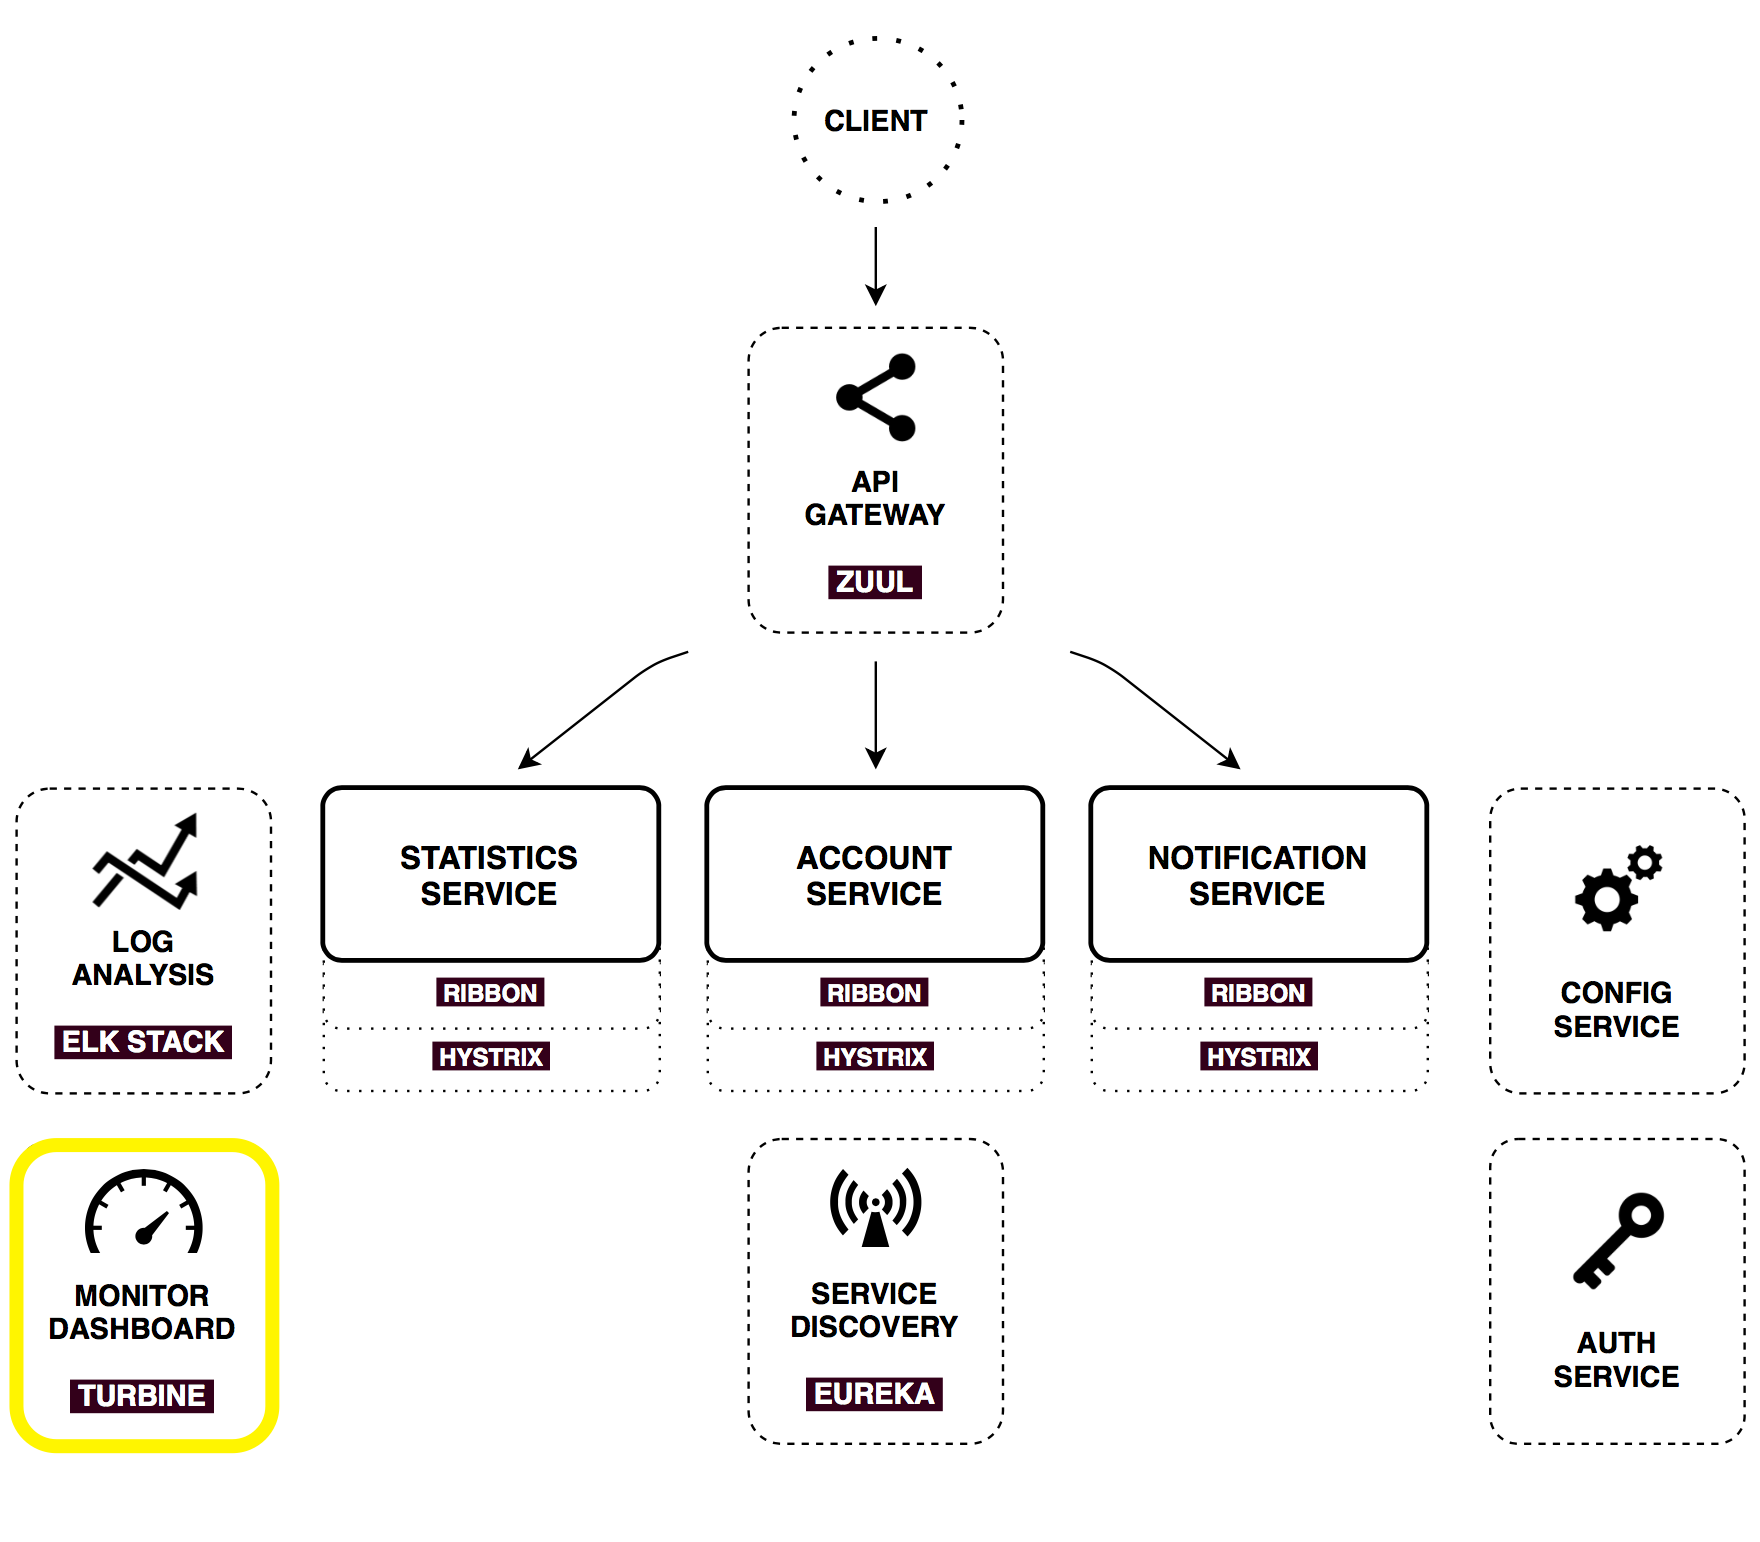 CLIENT
API
GATEWAY
ZUUL
LOG
ANALYSIS
ELK STACK
STATISTICS
SERVICE
RIBBON
HYSTRIX
ACCOUNT
SERVICE
RIBBON
HYSTRIX
NOTIFICATION
SERVICE
RIBBON
HYSTRIX
CONFIG
SERVICE
MONITOR
DASHBOARD
TURBINE
SERVICE
DISCOVERY
EUREKA
AUTH
SERVICE